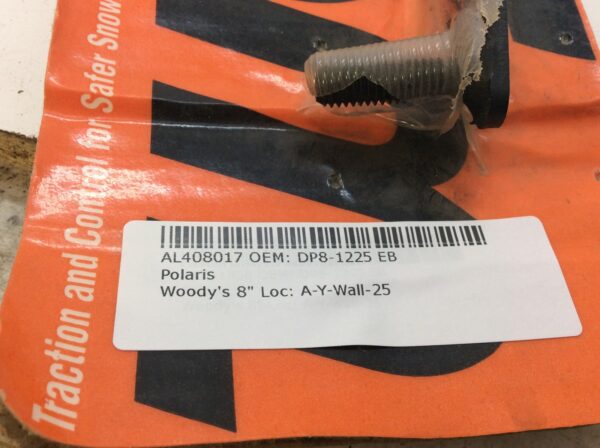 Traction and Control for Safer Snow
AL408017 OEM: DP8-1225 EB
Polaris
Woody's 8" Loc: A-Y-Wall-25